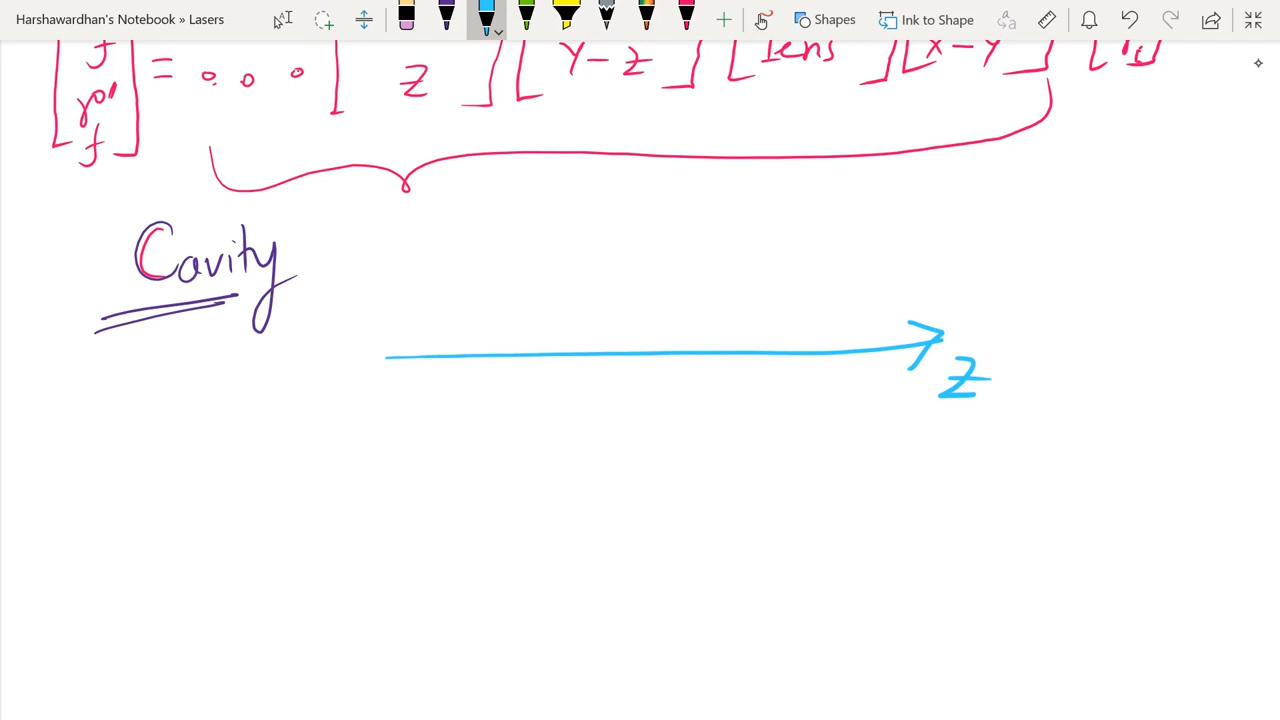 Harshawardhan's Notebook » Lasers
Shapes
Ink to Shape
f = . . . [ Z ] [ Y – Z ] [ lens ] [ X – Y ]
f
Cavity
Z